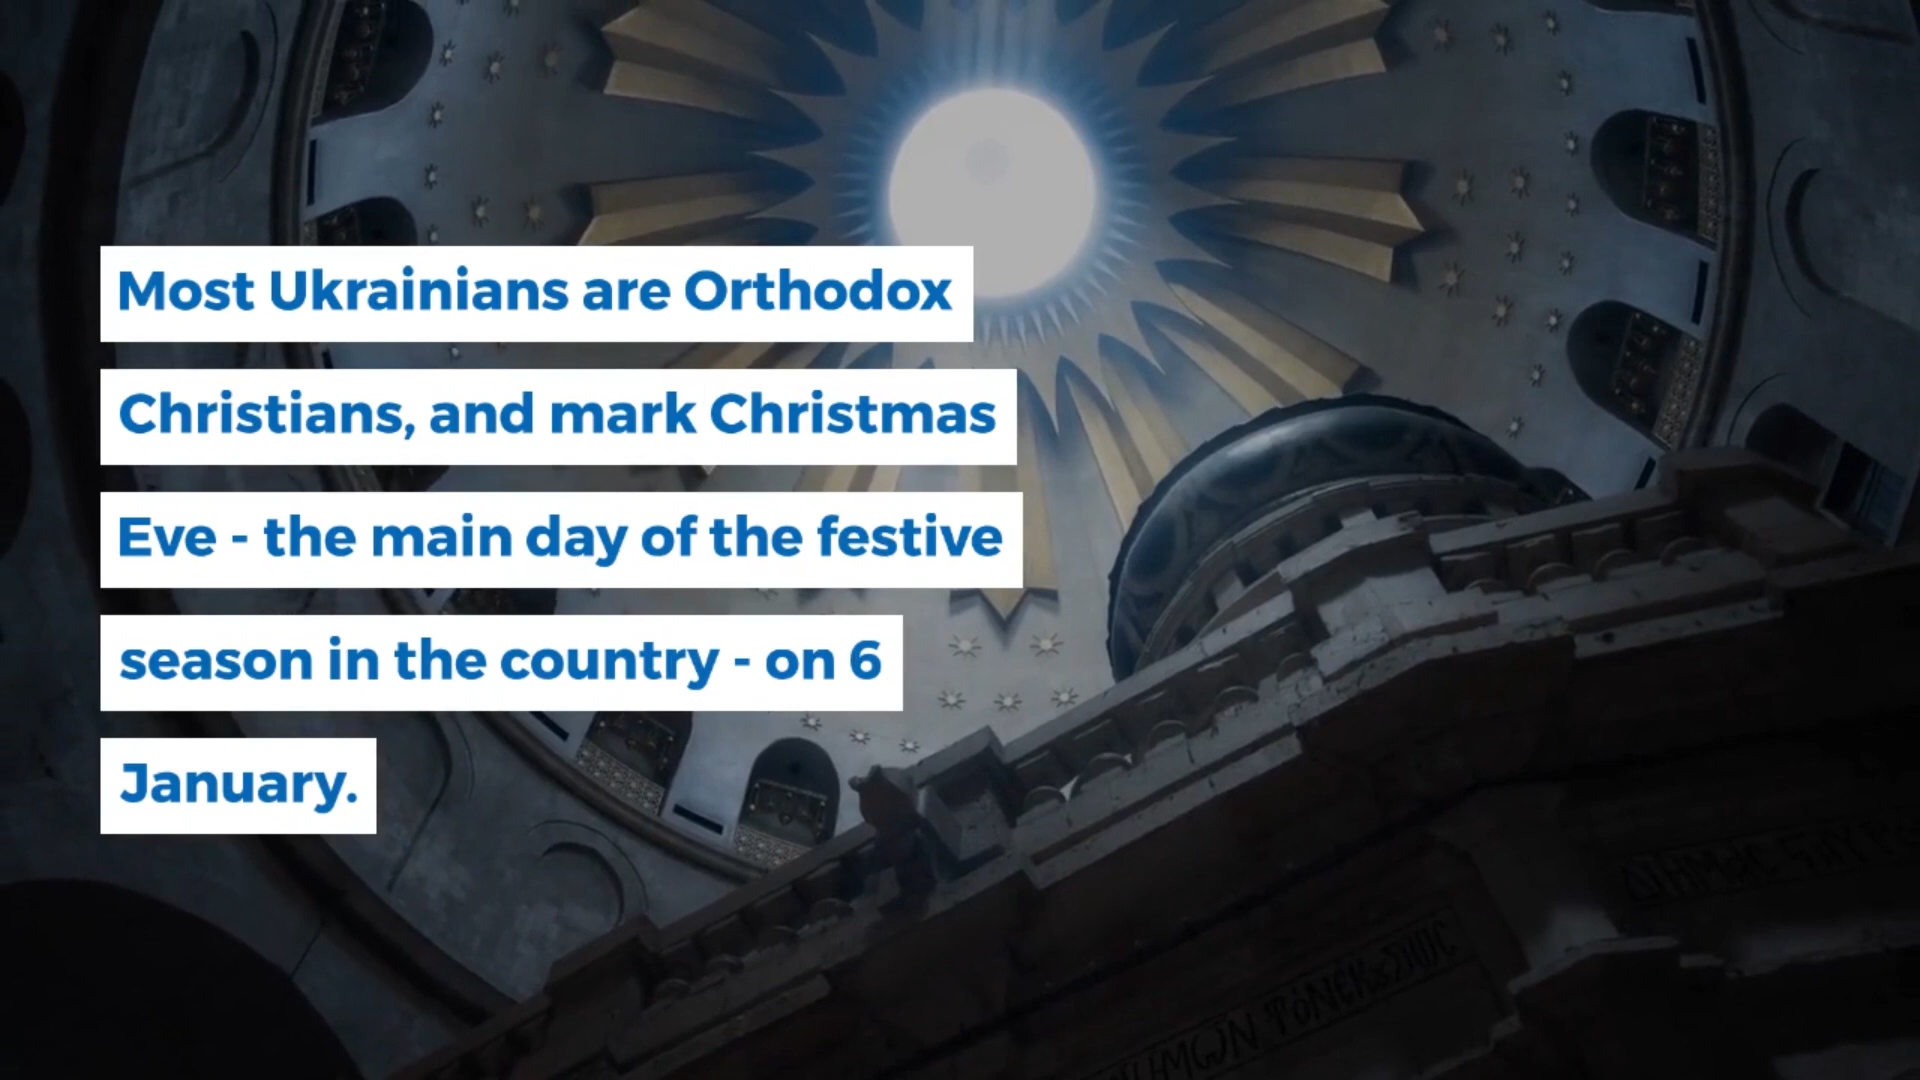 Most Ukrainians are Orthodox
Christians, and mark Christmas
Eve - the main day of the festive
season in the country - on 6
January.